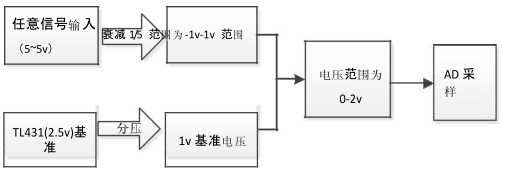 任意信号输入
（5~5v）
衰减 1/5 范围为 -1v-1v 范围
电压范围为
0-2v
AD 采
样
TL431(2.5v)基
准
分压
1v 基准电压